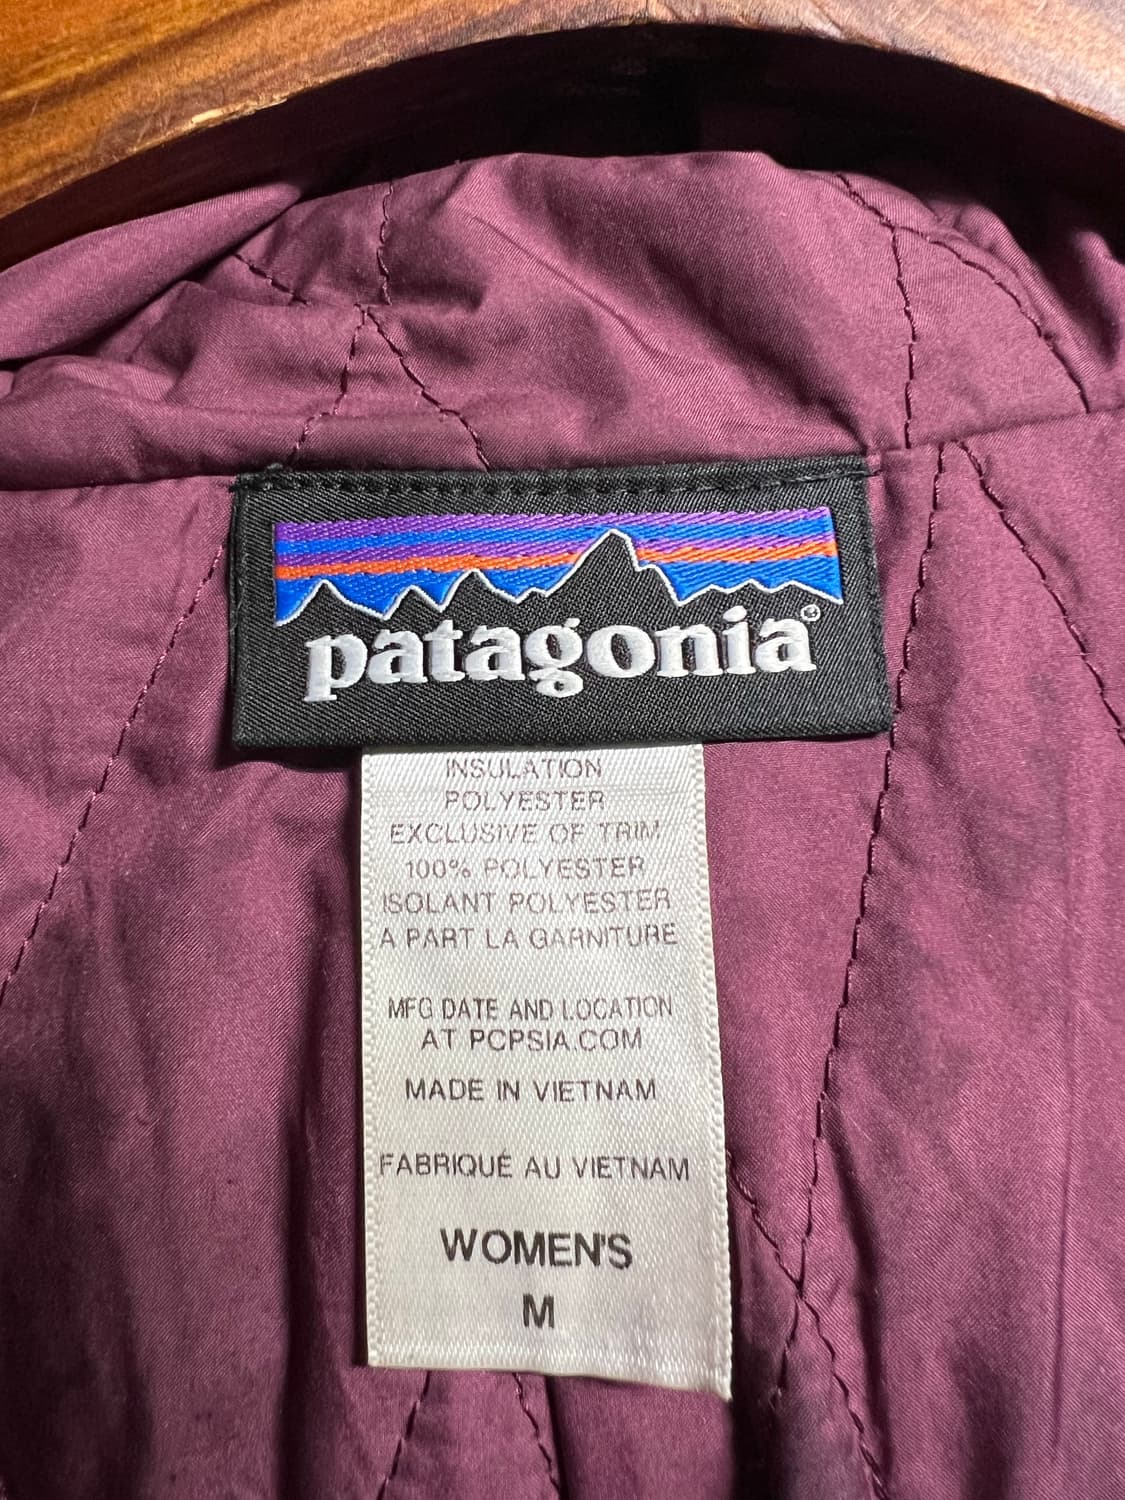 patagonia®
INSULATION
POLYESTER
EXCLUSIVE OF TRIM
100% POLYESTER
ISOLANT POLYESTER
A PART LA GARNITURE
MFG DATE AND LOCATION
AT PCPSIA.COM
MADE IN VIETNAM
FABRIQUÉ AU VIETNAM
WOMEN'S
M